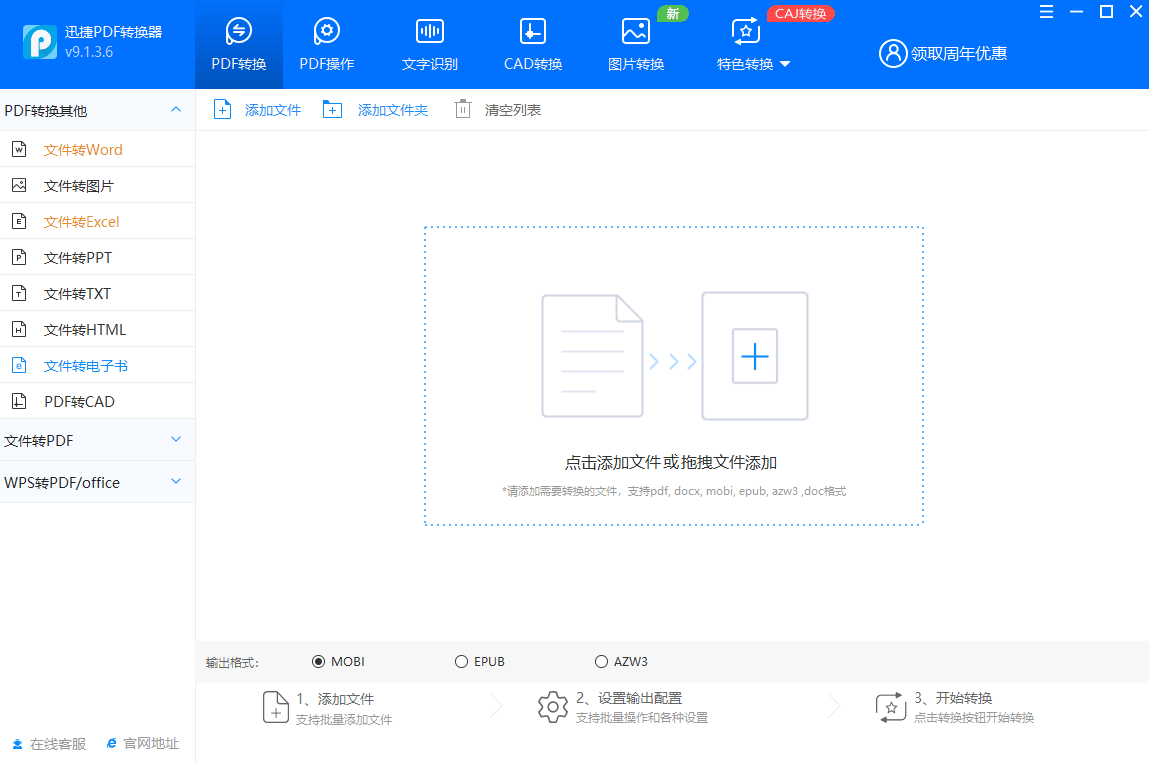 迅捷PDF转换器
v9.1.3.6
PDF转换
PDF操作
文字识别
CAD转换
图片转换
新
特色转换
CAJ转换
领取周年优惠
PDF转换其他
文件转Word
文件转图片
文件转Excel
文件转PPT
文件转TXT
文件转HTML
文件转电子书
PDF转CAD
文件转PDF
WPS转PDF/office
在线客服
官网地址
添加文件
添加文件夹
清空列表
点击添加文件或拖拽文件添加
*请添加需要转换的文件，支持pdf, docx, mobi, epub, azw3 ,doc格式
输出格式:
MOBI
EPUB
AZW3
1、添加文件
支持批量添加文件
2、设置输出配置
支持批量操作和各种设置
3、开始转换
点击转换按钮开始转换